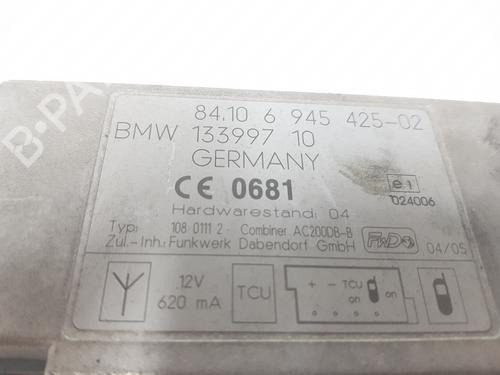 84.10 6 945 425-02
BMW 133997 10
GERMANY
CE 0681
e1
024006
Hardwarestand: 04
Typ: 108 0111 2 Combiner AC200DB-B
Zul.-Inh.: Funkwerk Dabendorf GmbH FWD 04/05
12V
620 mA
TCU
+ - TCU on on